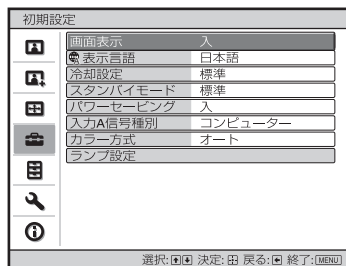 初期設定
画面表示 入
表示言語 日本語
冷却設定 標準
スタンバイモード 標準
パワーセービング 入
入力A信号種別 コンピューター
カラー方式 オート
ランプ設定
選択: 決定: 戻る: 終了:MENU